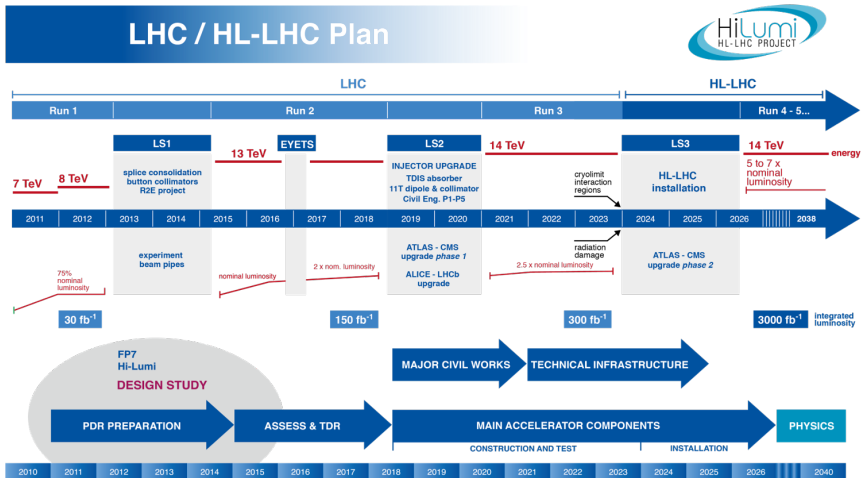 LHC / HL-LHC Plan
HiLumi
HL-LHC PROJECT
LHC
HL-LHC
Run 1
Run 2
Run 3
Run 4 - 5...
LS1
EYETS
LS2
14 TeV
LS3
14 TeV
energy
13 TeV
splice consolidation
button collimators
R2E project
INJECTOR UPGRADE
TDIS absorber
11T dipole & collimator
Civil Eng. P1-P5
cryolimit
interaction
regions
HL-LHC
installation
5 to 7 x
nominal
luminosity
7 TeV
8 TeV
2011 2012 2013 2014 2015 2016 2017 2018 2019 2020 2021 2022 2023 2024 2025 2026 2038
experiment
beam pipes
ATLAS - CMS
upgrade phase 1
ALICE - LHCb
upgrade
radiation
damage
ATLAS - CMS
upgrade phase 2
75%
nominal
luminosity
nominal luminosity
2 x nom. luminosity
2.5 x nominal luminosity
30 fb-1
150 fb-1
300 fb-1
3000 fb-1
integrated
luminosity
FP7
Hi-Lumi
DESIGN STUDY
MAJOR CIVIL WORKS
TECHNICAL INFRASTRUCTURE
PDR PREPARATION
ASSESS & TDR
MAIN ACCELERATOR COMPONENTS
PHYSICS
CONSTRUCTION AND TEST
INSTALLATION
2010 2011 2012 2013 2014 2015 2016 2017 2018 2019 2020 2021 2022 2023 2024 2025 2026 2040